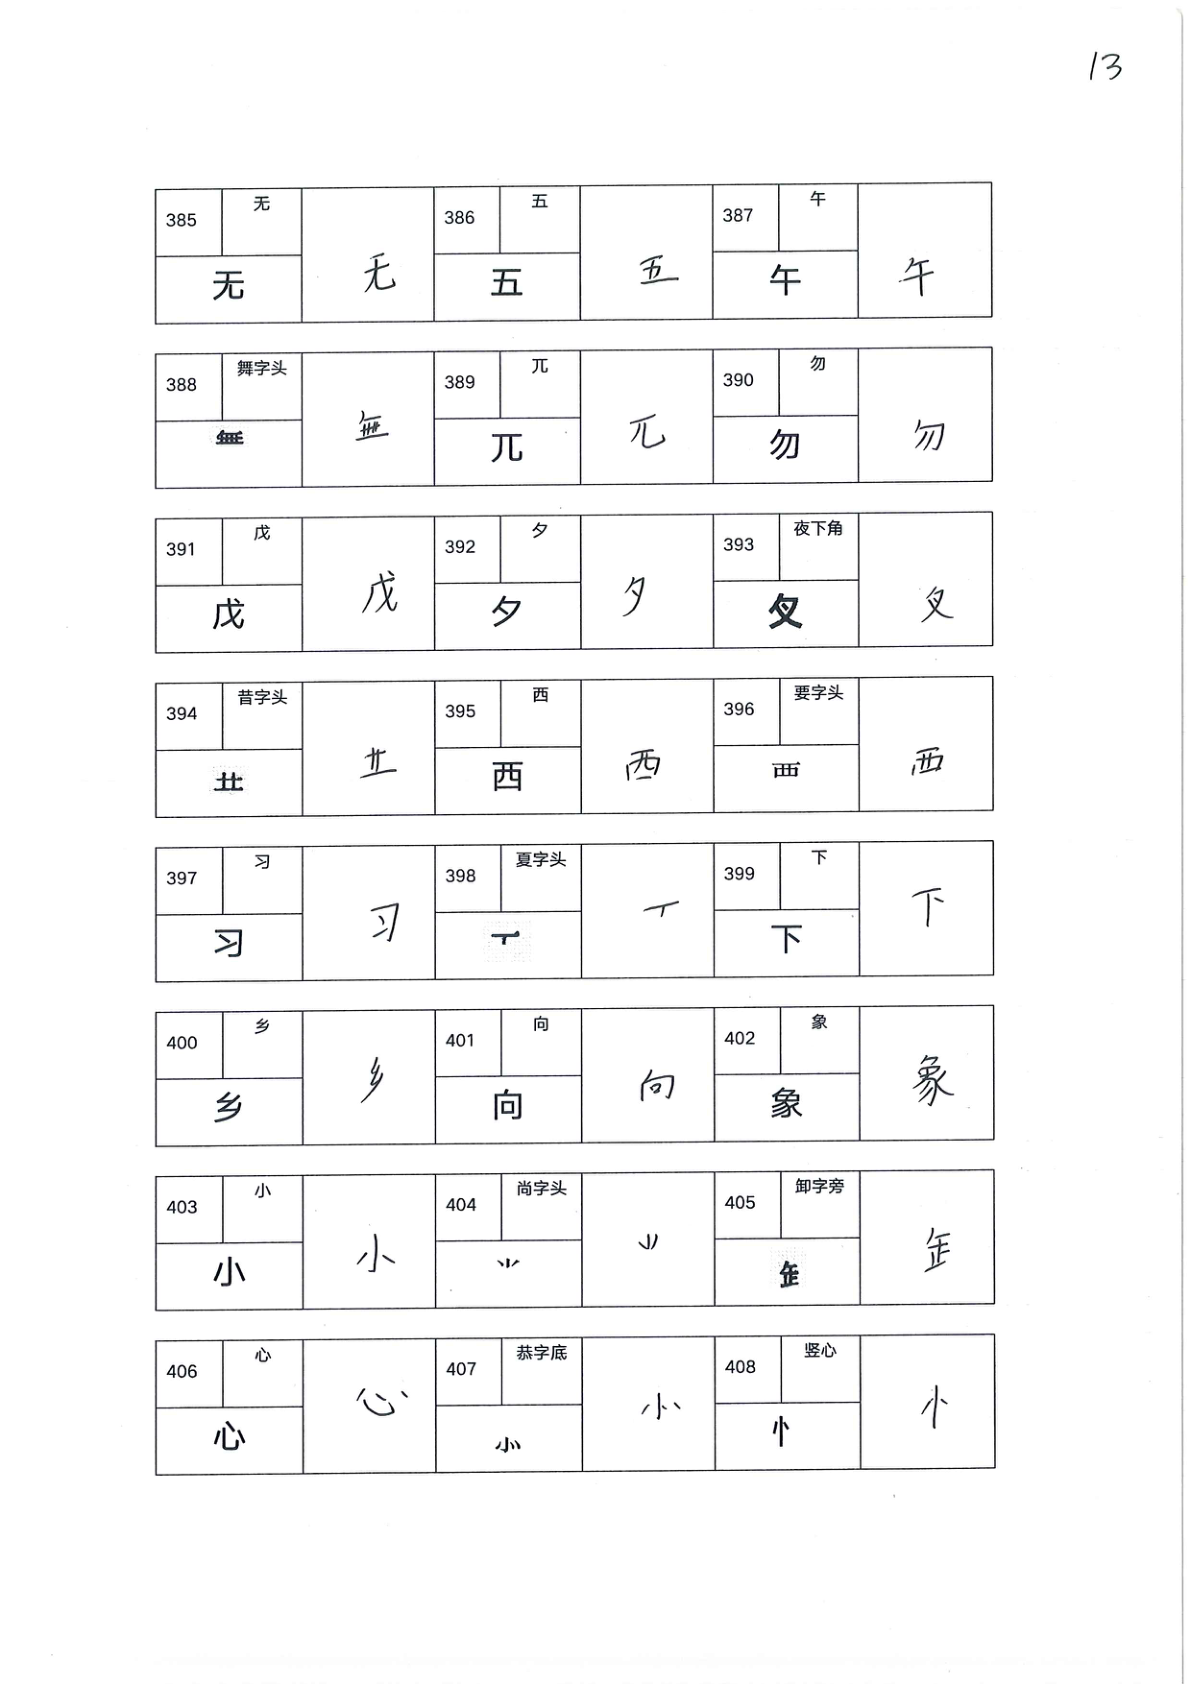 13
385 无 无 无 386 五 五 五 387 午 午 午
388 舞字头 389 兀 兀 兀 390 勿 勿 勿
391 戊 戊 戊 392 夕 夕 夕 393 夜下角
394 昔字头 龷 龷 395 西 西 西 396 要字头 覀 覀
397 习 习 习 398 夏字头 399 下 下 下
400 乡 乡 乡 401 向 向 向 402 象 象 象
403 小 小 小 404 尚字头 ⺌ ⺌ 405 卸字旁
406 心 心 心 407 恭字底 㣺 㣺 408 竖心 忄 忄